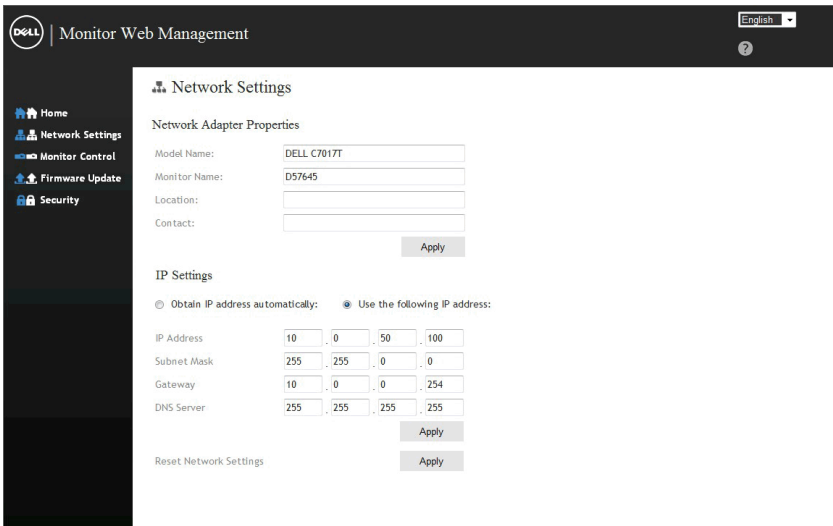 DELL
Monitor Web Management
English
?
Home
Network Settings
Monitor Control
Firmware Update
Security
Network Settings
Network Adapter Properties
Model Name: DELL C7017T
Monitor Name: D57645
Location:
Contact:
Apply
IP Settings
Obtain IP address automatically: Use the following IP address:
IP Address 10 . 0 . 50 . 100
Subnet Mask 255 . 255 . 0 . 0
Gateway 10 . 0 . 0 . 254
DNS Server 255 . 255 . 255 . 255
Apply
Reset Network Settings Apply